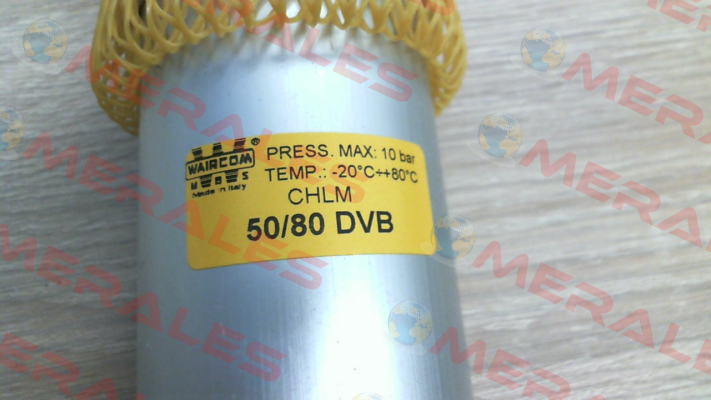 WAIRCOM
M B S
Made in Italy
PRESS. MAX: 10 bar
TEMP.: -20°C÷+80°C
CHLM
50/80 DVB
MERALES
MERALES
MERALES
MERALES
MERALES